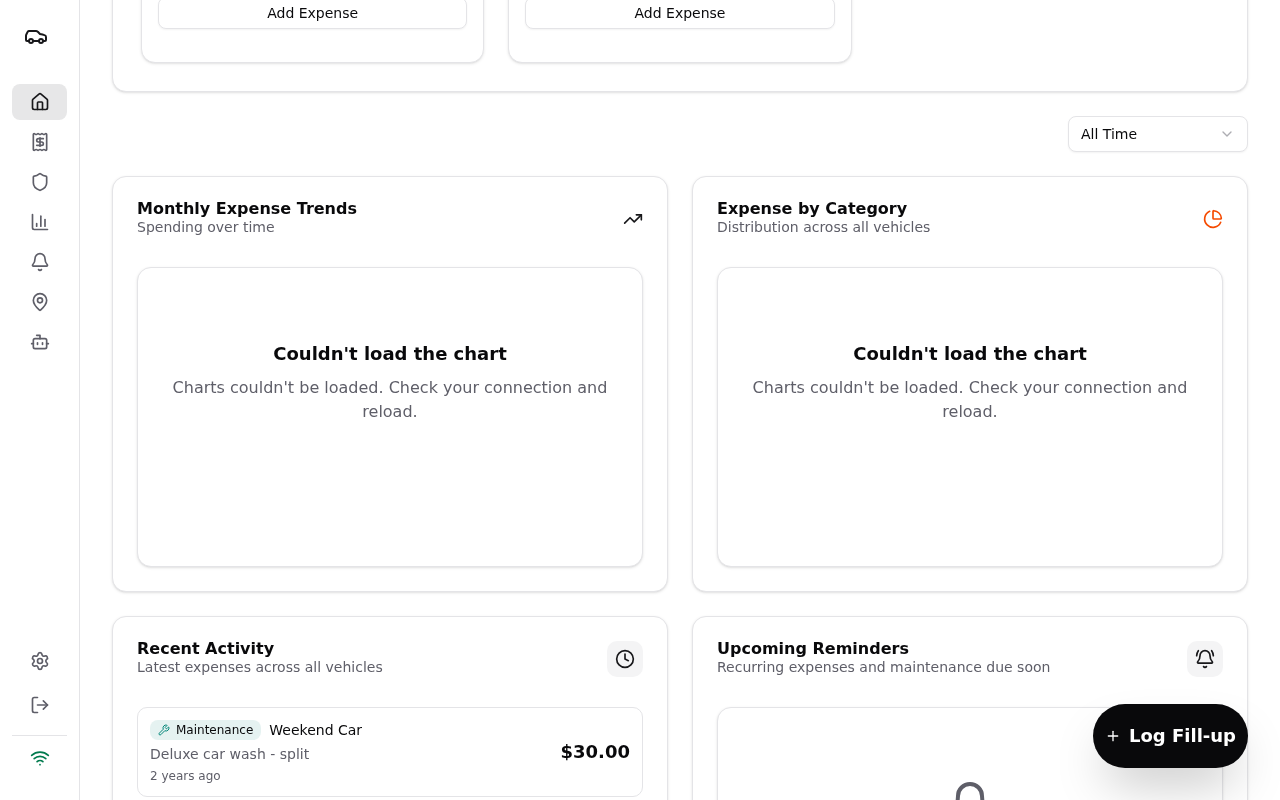 Add Expense
Add Expense
All Time
Monthly Expense Trends
Spending over time
Expense by Category
Distribution across all vehicles
Couldn't load the chart
Charts couldn't be loaded. Check your connection and
reload.
Couldn't load the chart
Charts couldn't be loaded. Check your connection and
reload.
Recent Activity
Latest expenses across all vehicles
Upcoming Reminders
Recurring expenses and maintenance due soon
Maintenance Weekend Car
Deluxe car wash - split
$30.00
2 years ago
+ Log Fill-up